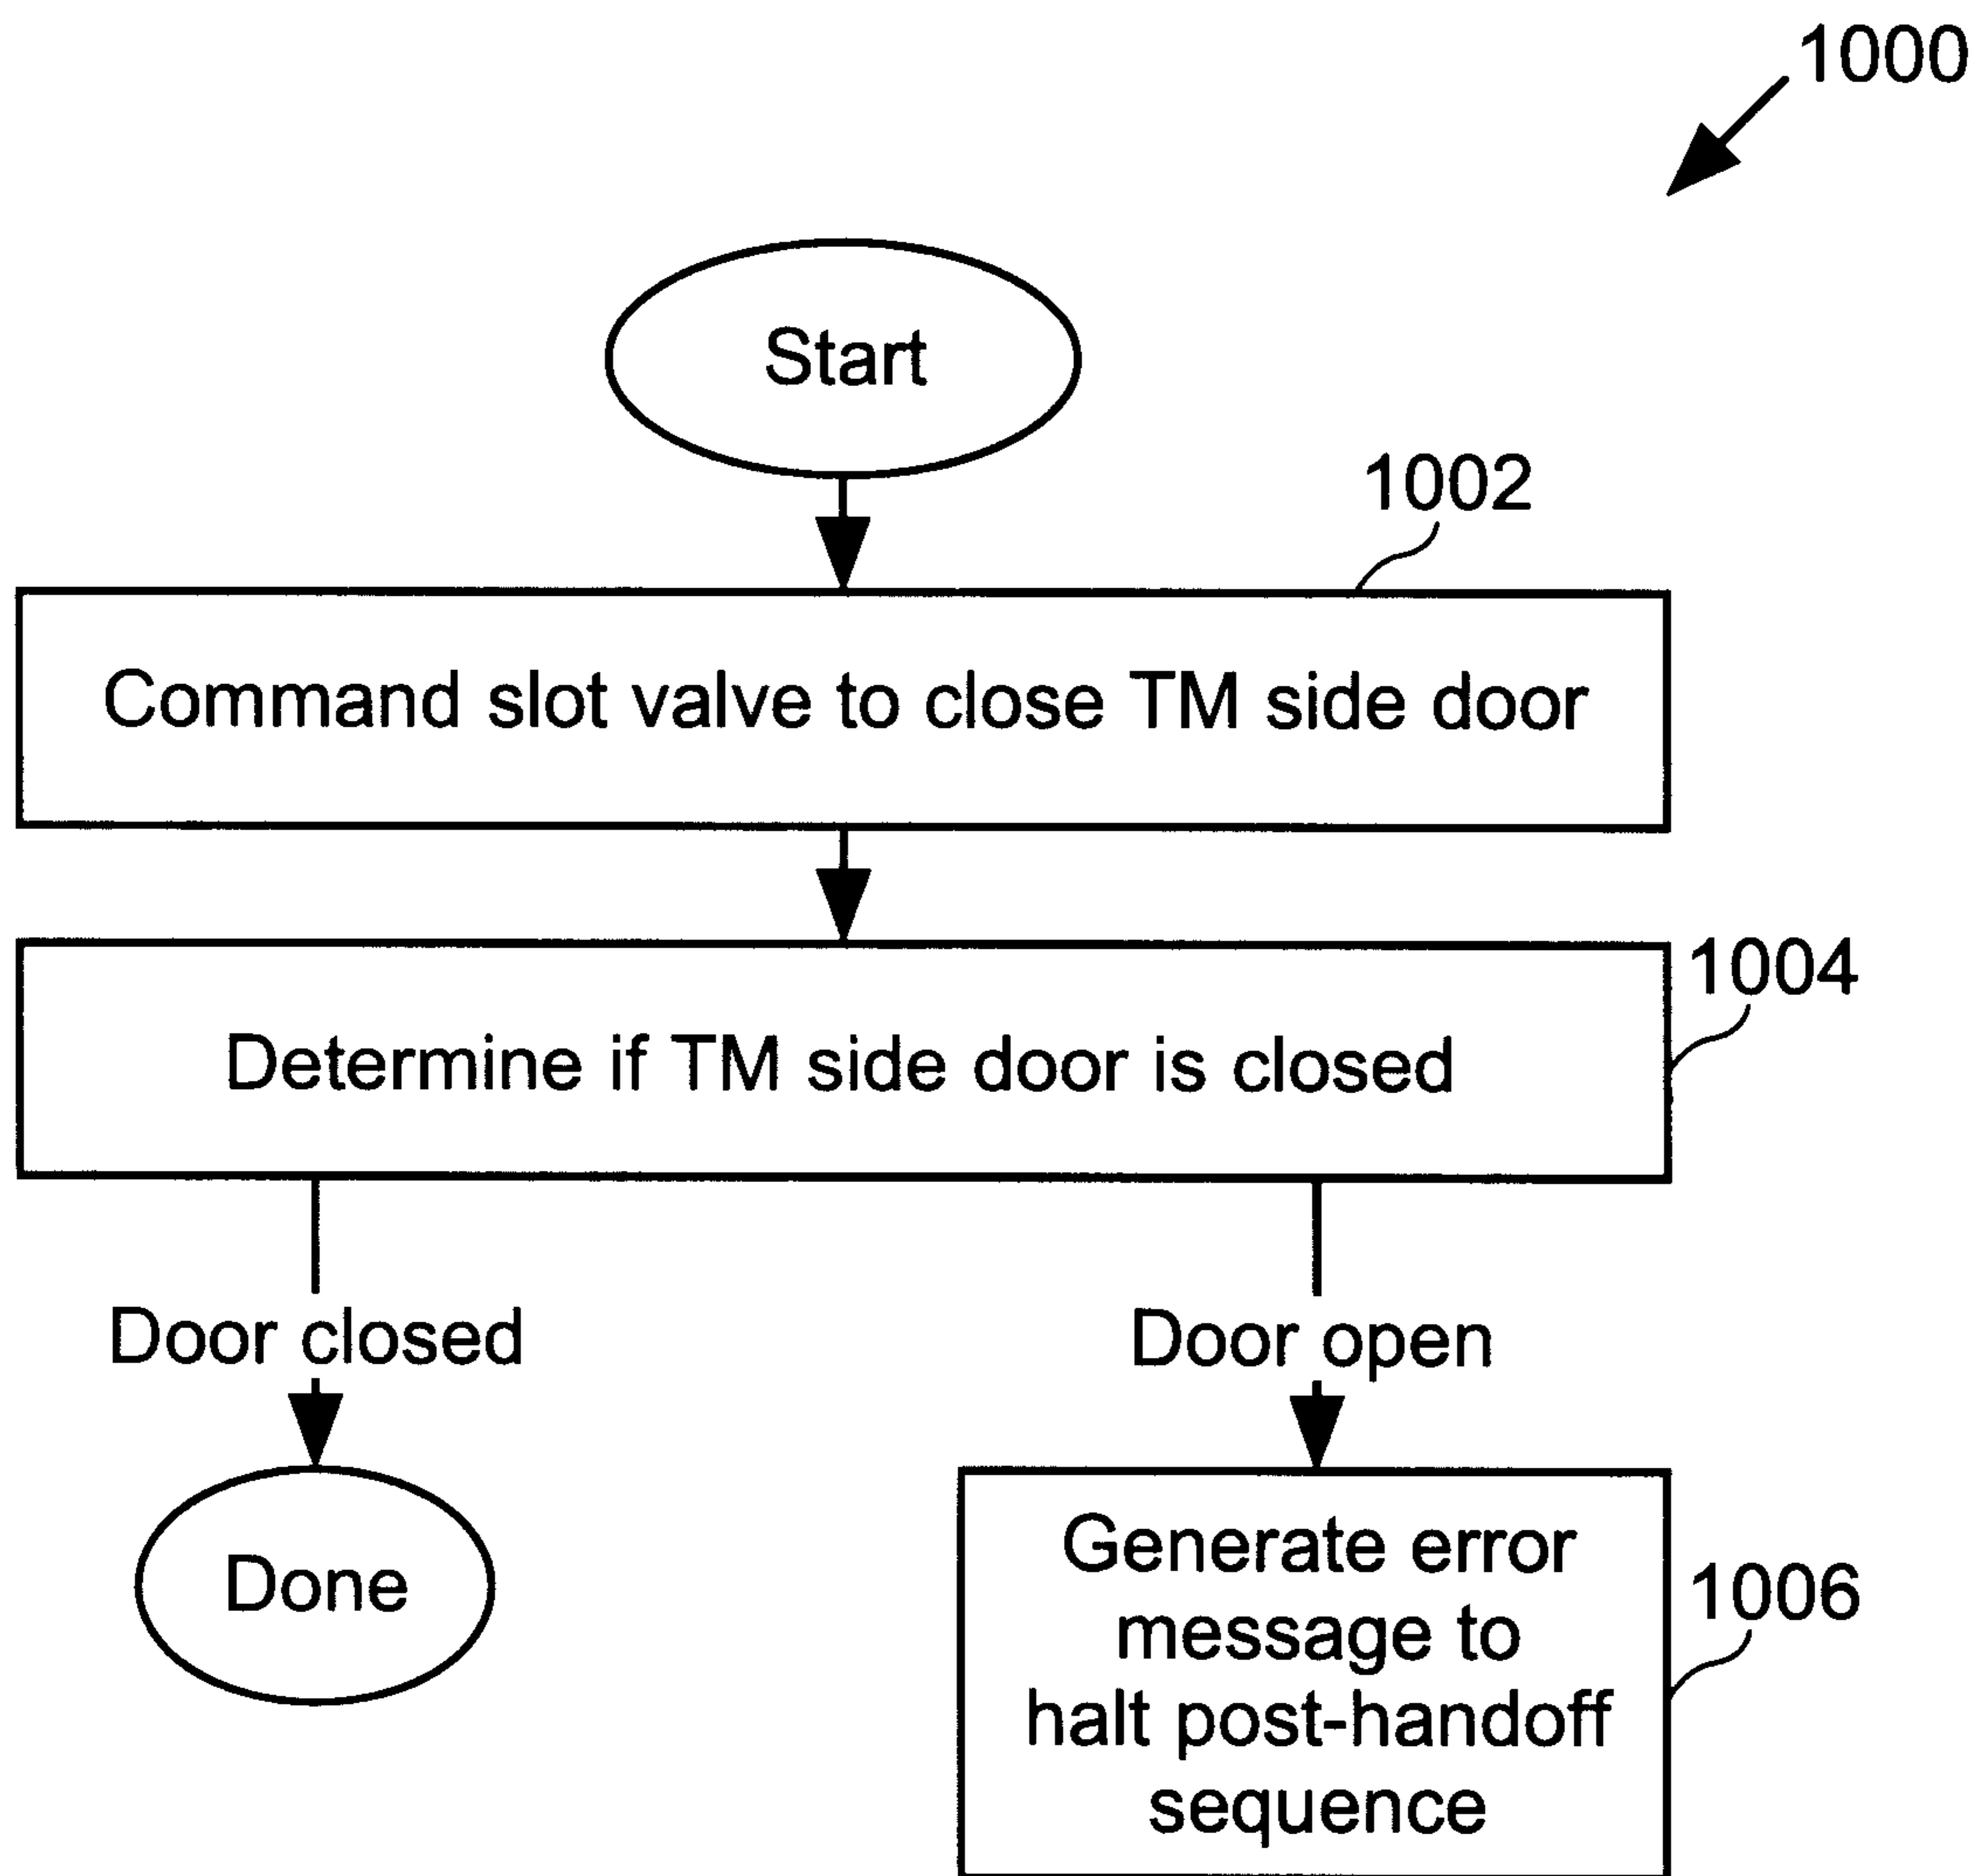 1000
Start
1002
Command slot valve to close TM side door
1004
Determine if TM side door is closed
Door closed
Door open
Done
Generate error
message to
halt post-handoff
sequence
1006